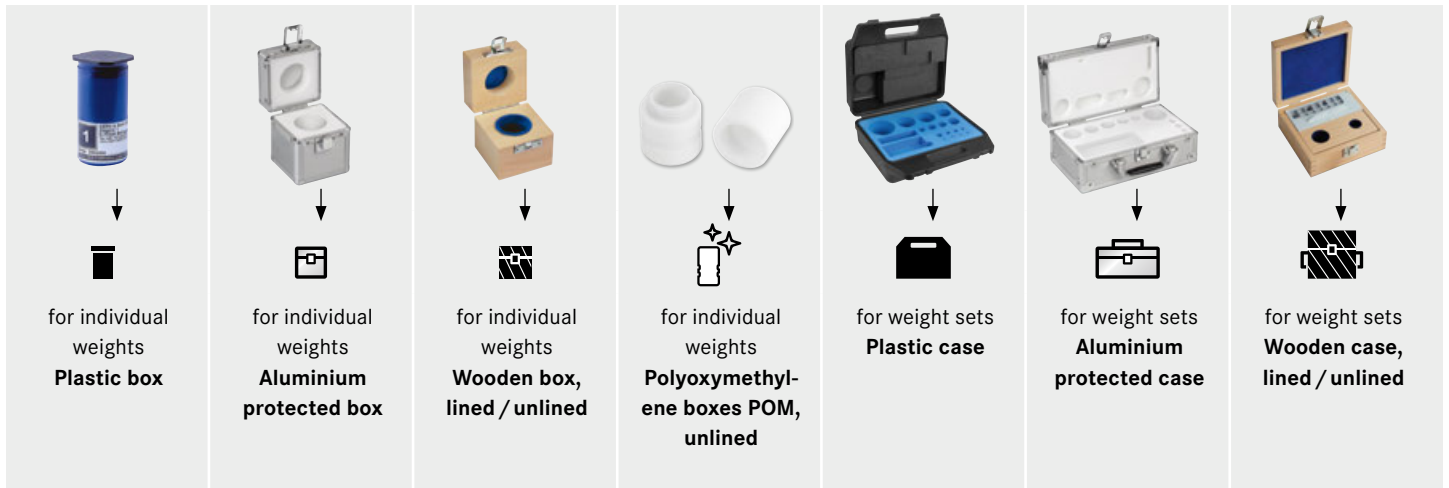 1
for individual
weights
Plastic box
for individual
weights
Aluminium
protected box
for individual
weights
Wooden box,
lined / unlined
for individual
weights
Polyoxymethyl-
ene boxes POM,
unlined
for weight sets
Plastic case
for weight sets
Aluminium
protected case
for weight sets
Wooden case,
lined / unlined